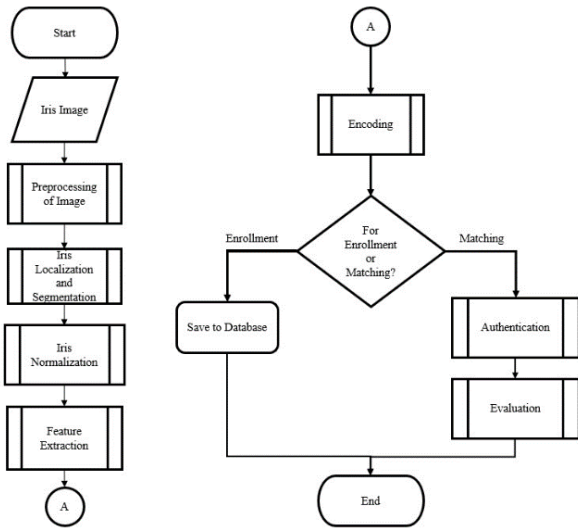 Start
Iris Image
Preprocessing
of Image
Iris
Localization
and
Segmentation
Iris
Normalization
Feature
Extraction
A
A
Encoding
For
Enrollment
or
Matching?
Enrollment
Matching
Save to Database
Authentication
Evaluation
End